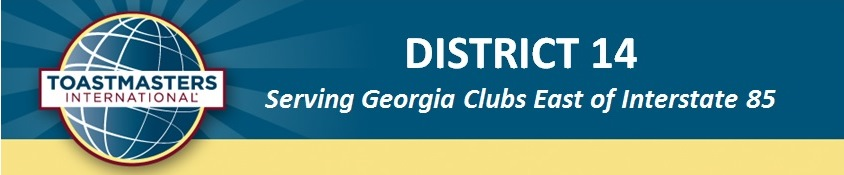 TOASTMASTERS
INTERNATIONAL®
DISTRICT 14
Serving Georgia Clubs East of Interstate 85